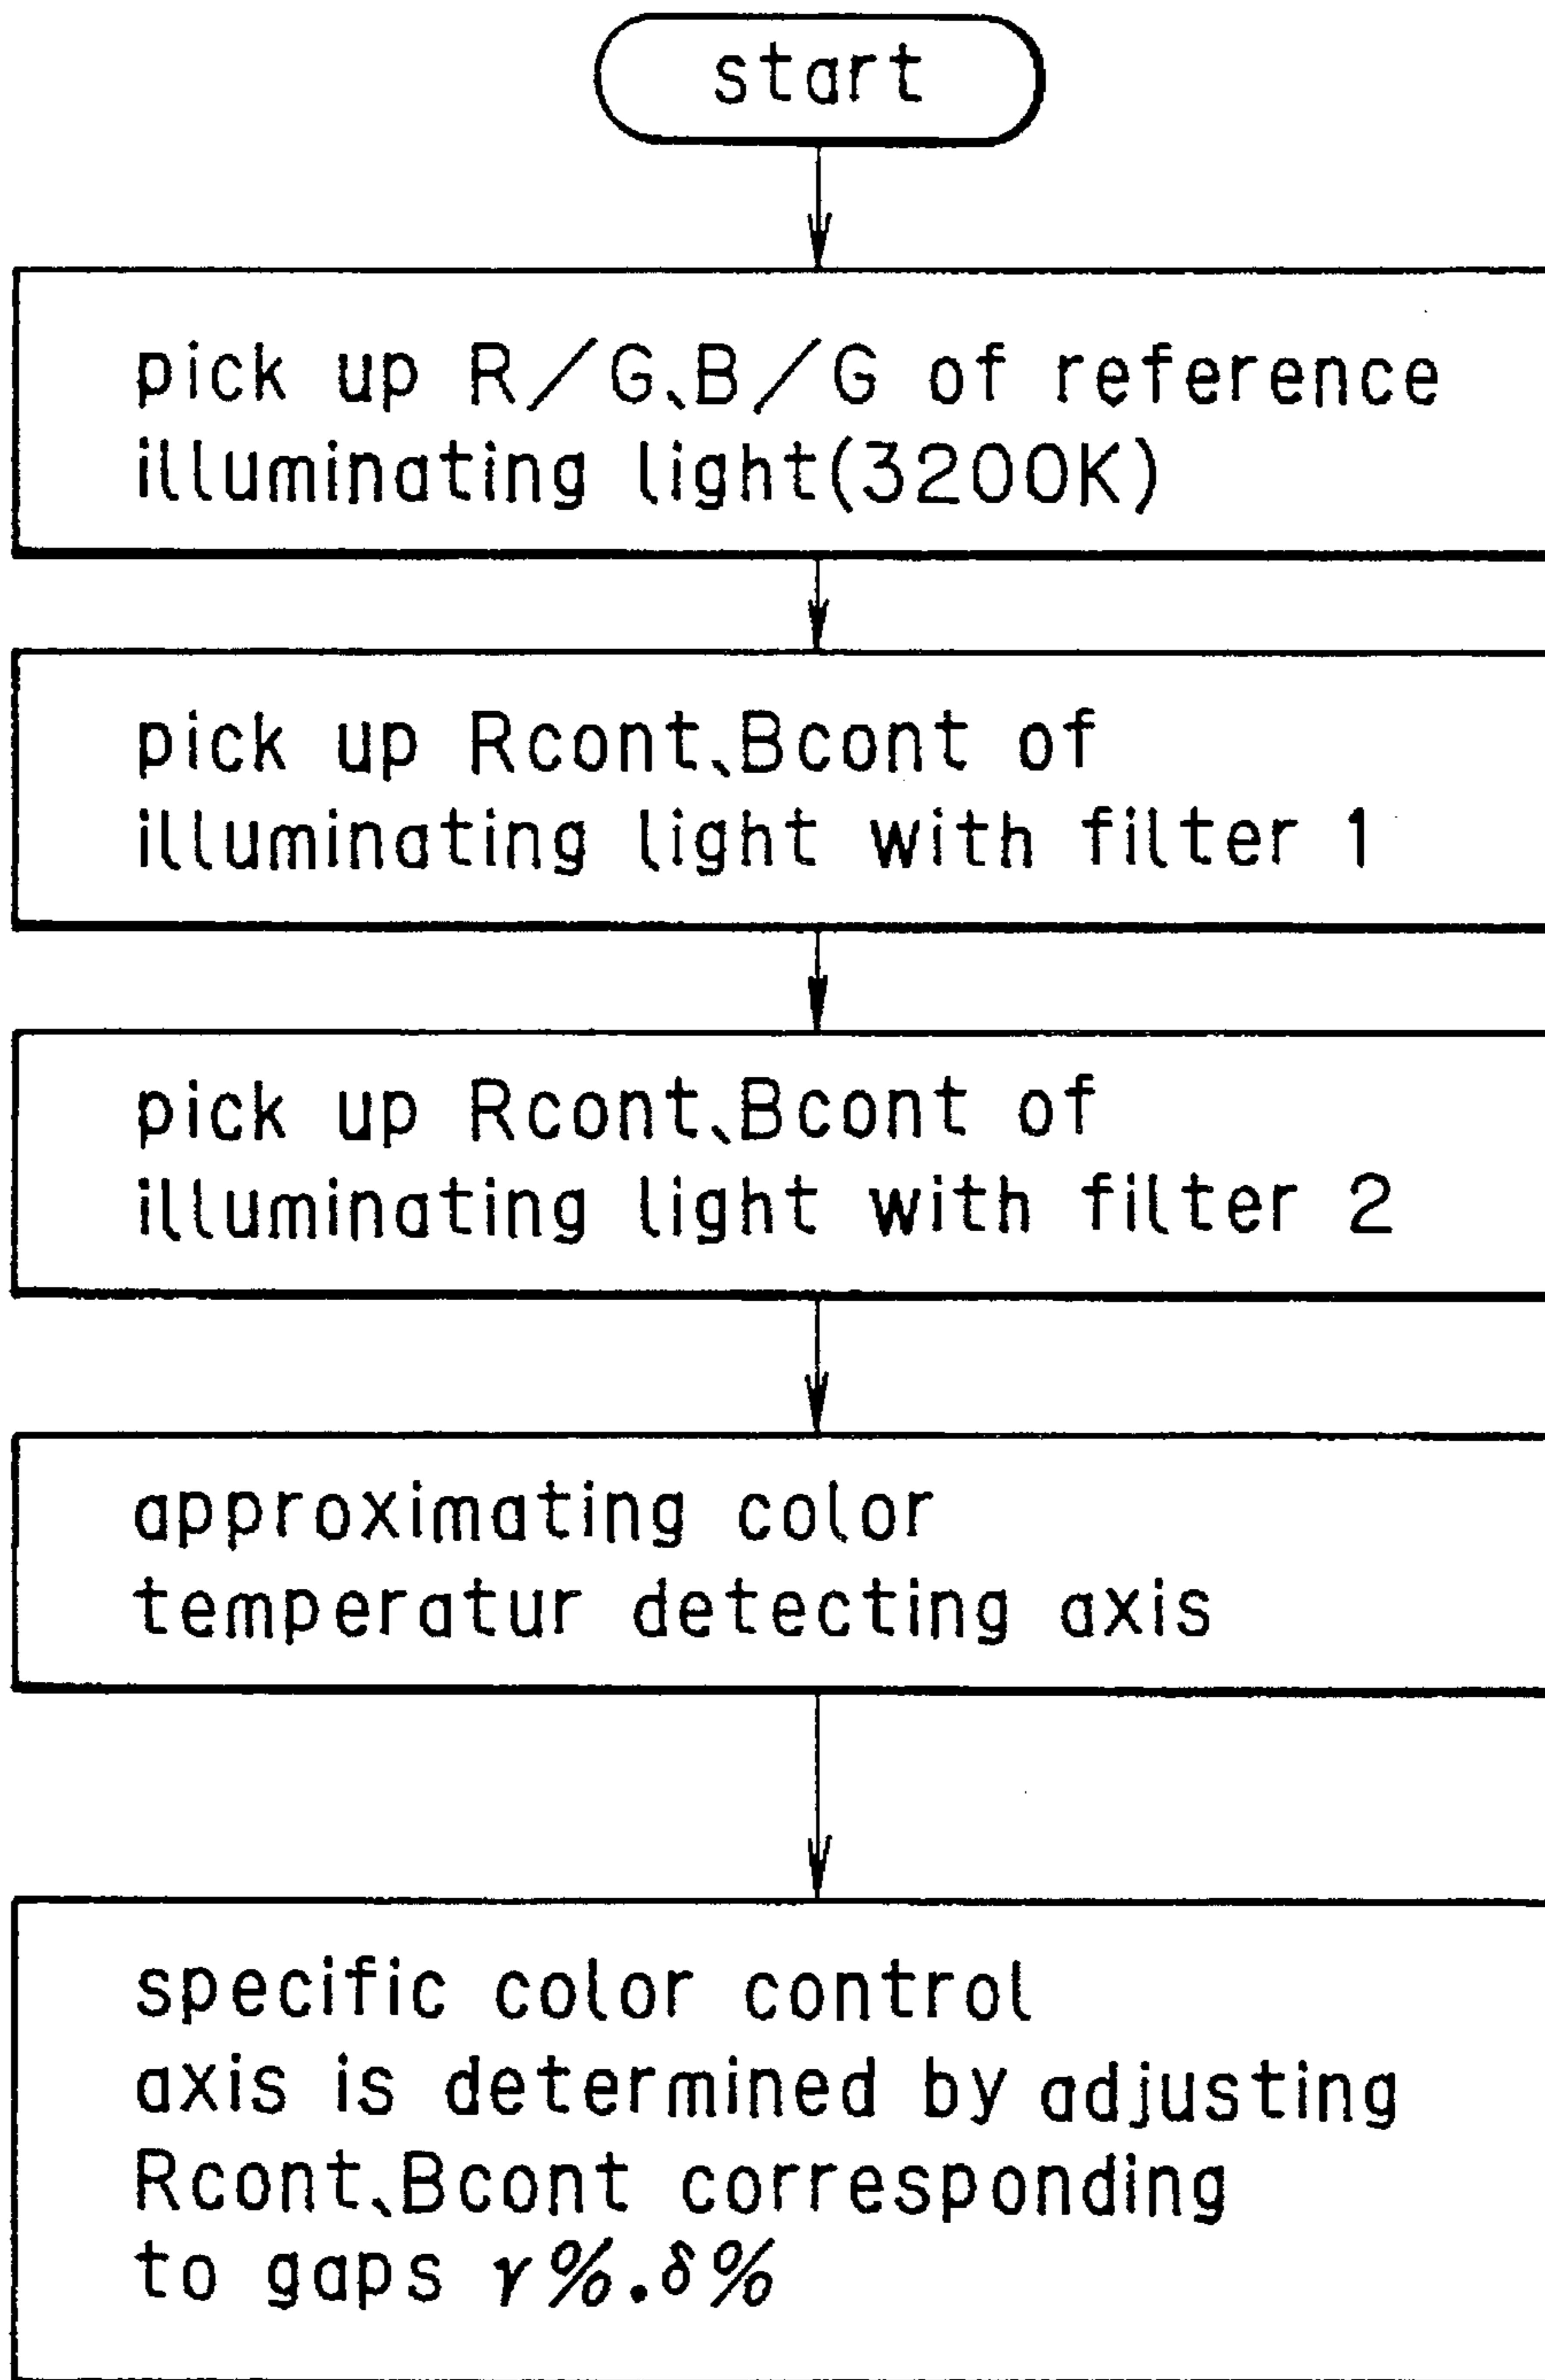 start
pick up R/G、B/G of reference
illuminating light(3200K)
pick up Rcont、Bcont of
illuminating light with filter 1
pick up Rcont、Bcont of
illuminating light with filter 2
approximating color
temperatur detecting axis
specific color control
axis is determined by adjusting
Rcont、Bcont corresponding
to gaps γ%.δ%